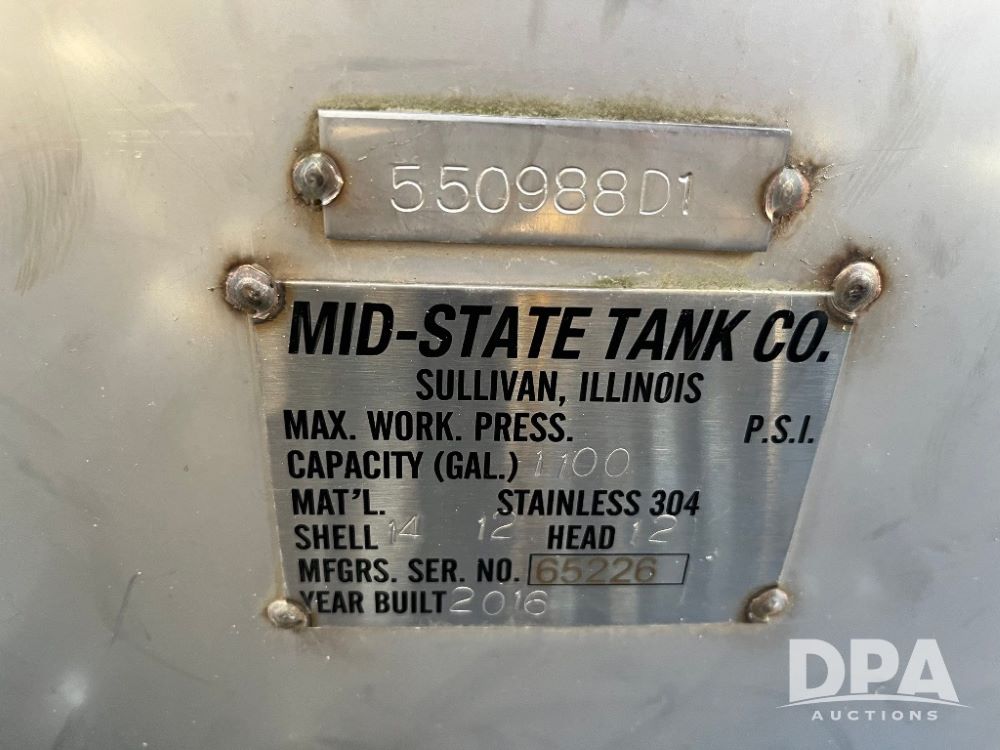 550988D1
MID-STATE TANK CO.
SULLIVAN, ILLINOIS
MAX. WORK. PRESS. P.S.I.
CAPACITY (GAL.) 1100
MAT'L. STAINLESS 304
SHELL 14 12 HEAD 12
MFGRS. SER. NO. 65226
YEAR BUILT 2016
DPA
AUCTIONS